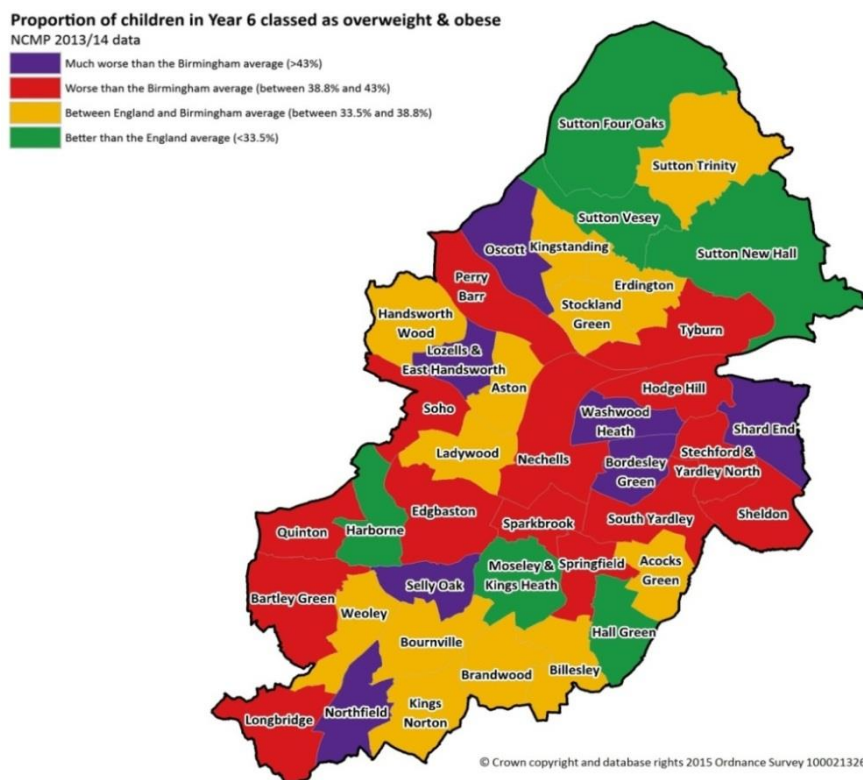 Proportion of children in Year 6 classed as overweight & obese
NCMP 2013/14 data
Much worse than the Birmingham average (>43%)
Worse than the Birmingham average (between 38.8% and 43%)
Between England and Birmingham average (between 33.5% and 38.8%)
Better than the England average (<33.5%)
Sutton Four Oaks
Sutton Trinity
Sutton Vesey
Oscott
Kingstanding
Sutton New Hall
Perry
Barr
Erdington
Stockland
Green
Handsworth
Wood
Tyburn
Lozells &
East Handsworth
Aston
Hodge Hill
Soho
Washwood
Heath
Shard End
Ladywood
Nechells
Bordesley
Green
Stechford &
Yardley North
Edgbaston
Sparkbrook
South Yardley
Sheldon
Quinton
Harborne
Moseley &
Kings Heath
Springfield
Acocks
Green
Selly Oak
Bartley Green
Weoley
Hall Green
Bournville
Brandwood
Billesley
Kings
Norton
Northfield
Longbridge
© Crown copyright and database rights 2015 Ordnance Survey 100021326